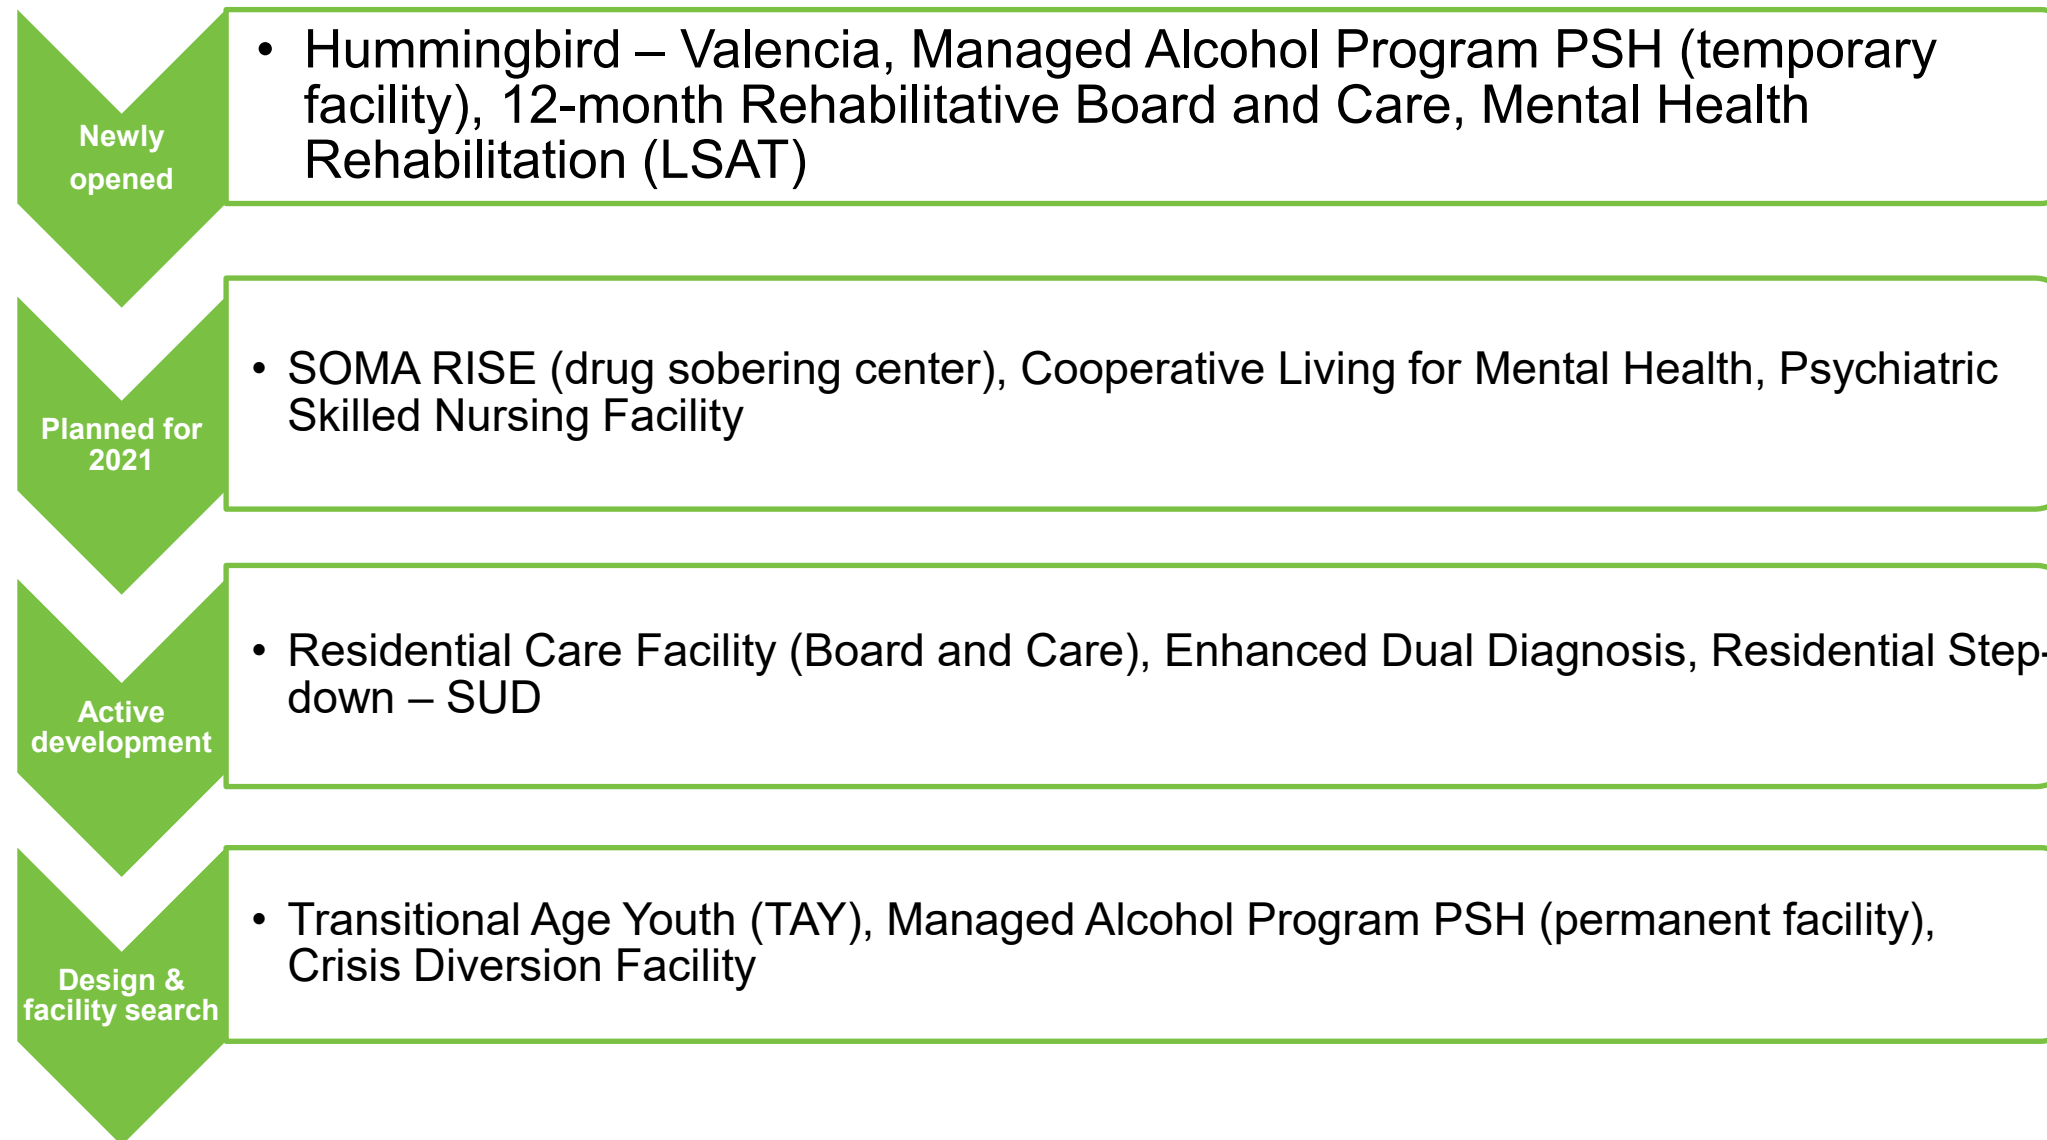 Newly
opened
• Hummingbird – Valencia, Managed Alcohol Program PSH (temporary
facility), 12-month Rehabilitative Board and Care, Mental Health
Rehabilitation (LSAT)
Planned for
2021
• SOMA RISE (drug sobering center), Cooperative Living for Mental Health, Psychiatric
Skilled Nursing Facility
Active
development
• Residential Care Facility (Board and Care), Enhanced Dual Diagnosis, Residential Step-
down – SUD
Design &
facility search
• Transitional Age Youth (TAY), Managed Alcohol Program PSH (permanent facility),
Crisis Diversion Facility